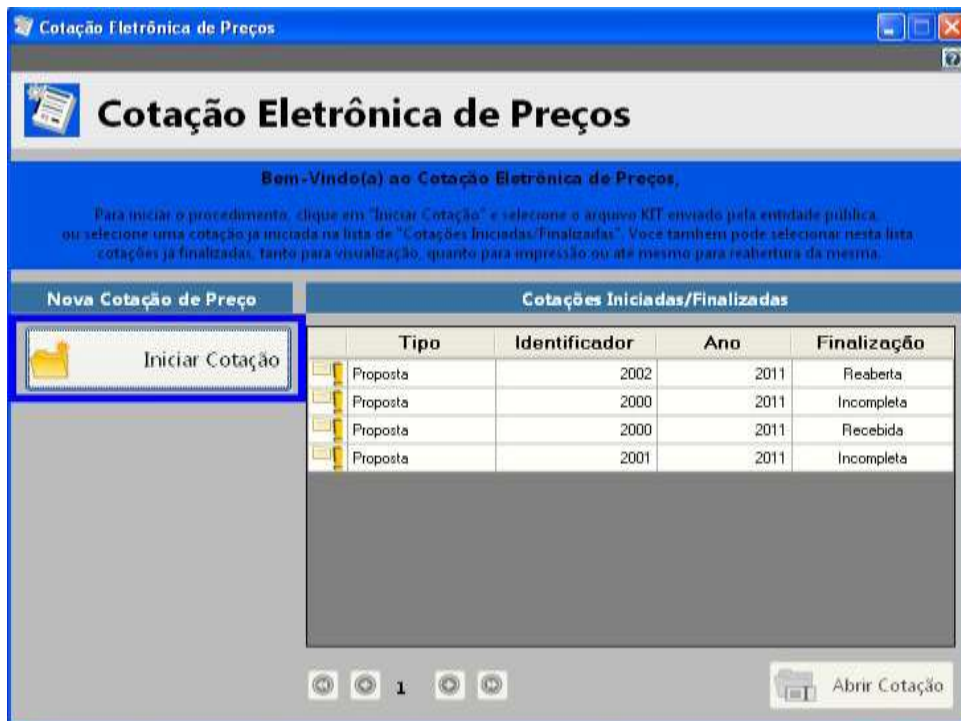 Cotação Eletrônica de Preços
Cotação Eletrônica de Preços
Bem-Vindo(a) ao Cotação Eletrônica de Preços,
Para iniciar o procedimento, clique em "Iniciar Cotação" e selecione o arquivo KIT enviado pela entidade pública,
ou selecione uma cotação já iniciada na lista de "Cotações Iniciadas/Finalizadas". Você também pode selecionar nesta lista
cotações já finalizadas, tanto para visualização, quanto para impressão ou até mesmo para reabertura da mesma.
Nova Cotação de Preço
Cotações Iniciadas/Finalizadas
Iniciar Cotação
Tipo Identificador Ano Finalização
Proposta 2002 2011 Reaberta
Proposta 2000 2011 Incompleta
Proposta 2000 2011 Recebida
Proposta 2001 2011 Incompleta
1
Abrir Cotação